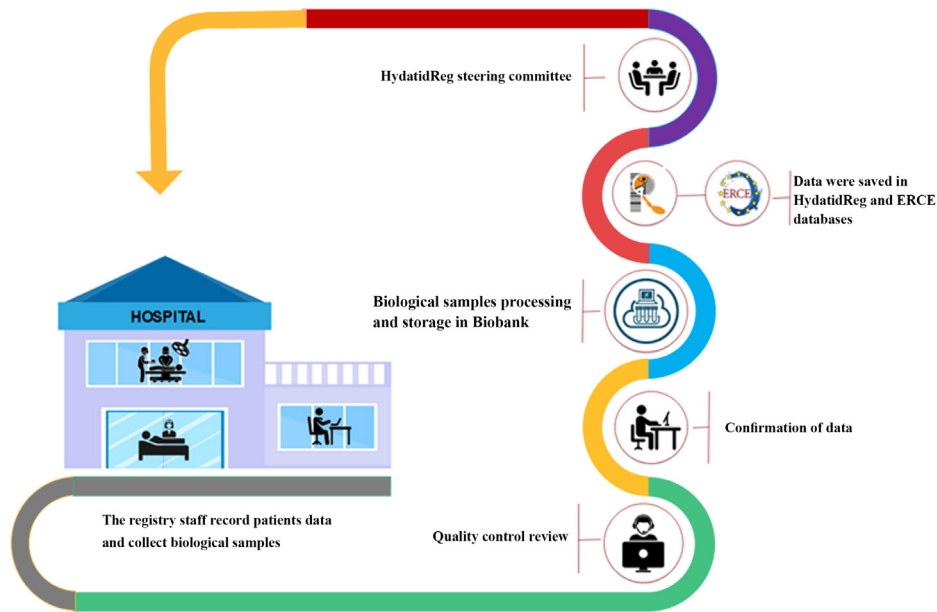 HydatidReg steering committee
ERCE
Data were saved in
HydatidReg and ERCE
databases
Biological samples processing
and storage in Biobank
HOSPITAL
Confirmation of data
The registry staff record patients data
and collect biological samples
Quality control review